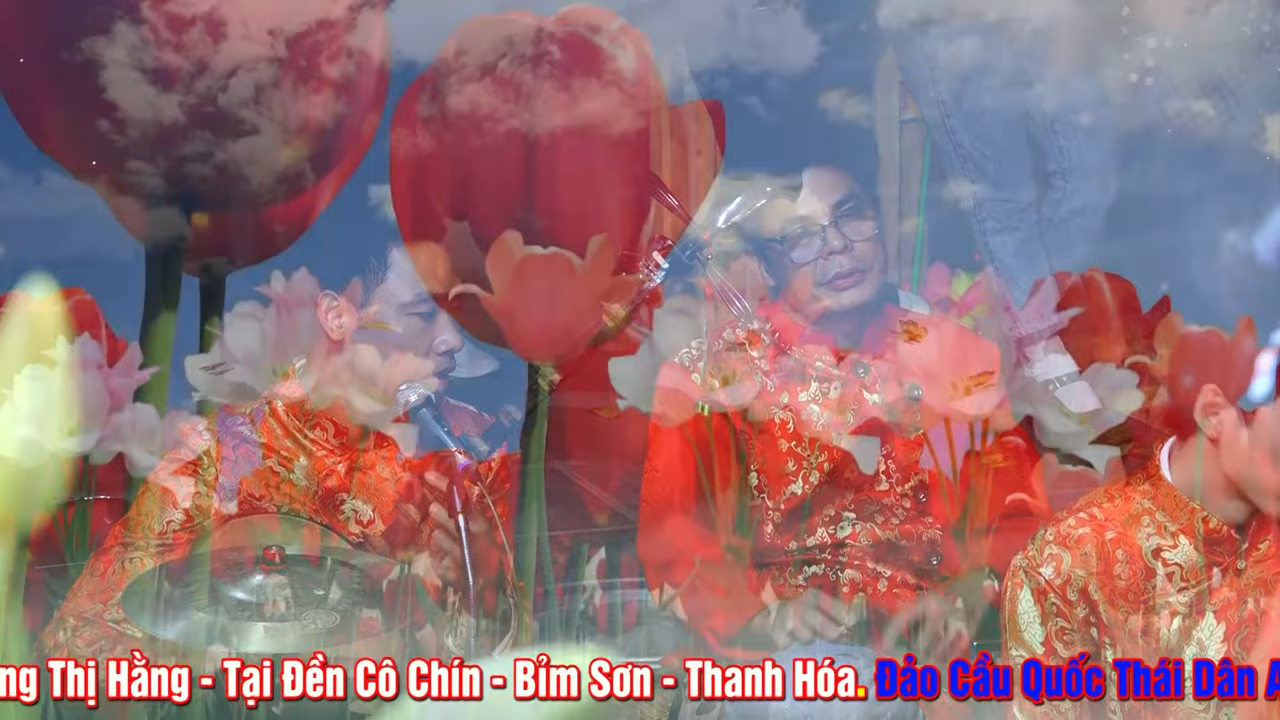 ng Thị Hằng - Tại Đền Cô Chín - Bỉm Sơn - Thanh Hóa. Đảo Cầu Quốc Thái Dân A